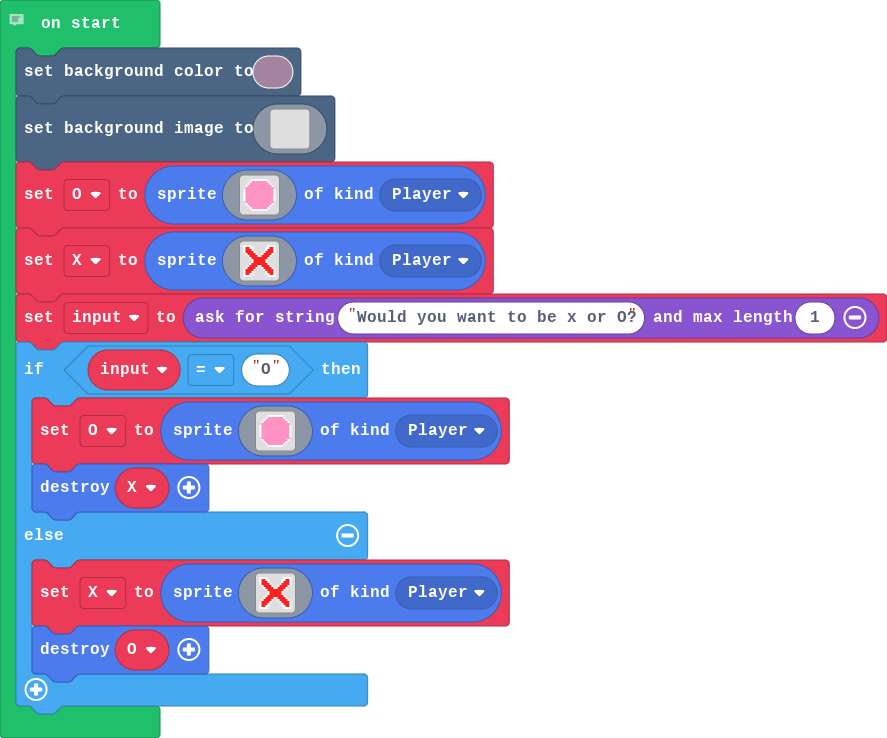 on start
set background color to
set background image to
set O to sprite of kind Player
set X to sprite of kind Player
set input to ask for string "Would you want to be x or O?" and max length 1
if input = "O" then
set O to sprite of kind Player
destroy X
else
set X to sprite of kind Player
destroy O